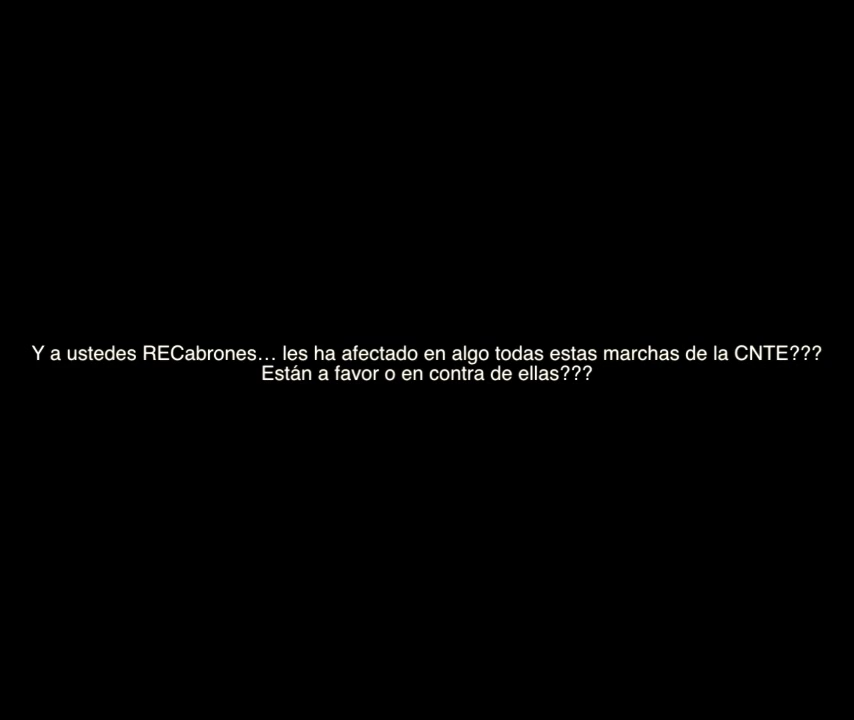 Y a ustedes RECabrones... les ha afectado en algo todas estas marchas de la CNTE???
Están a favor o en contra de ellas???